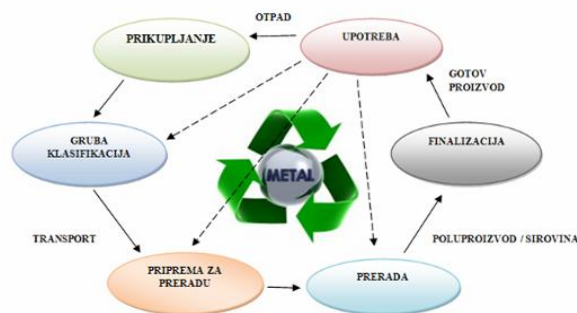 OTPAD
PRIKUPLJANJE
UPOTREBA
GOTOV
PROIZVOD
GRUBA
KLASIFIKACIJA
FINALIZACIJA
METAL
TRANSPORT
POLUPROIZVOD / SIROVINA
PRIPREMA ZA
PRERADU
PRERADA